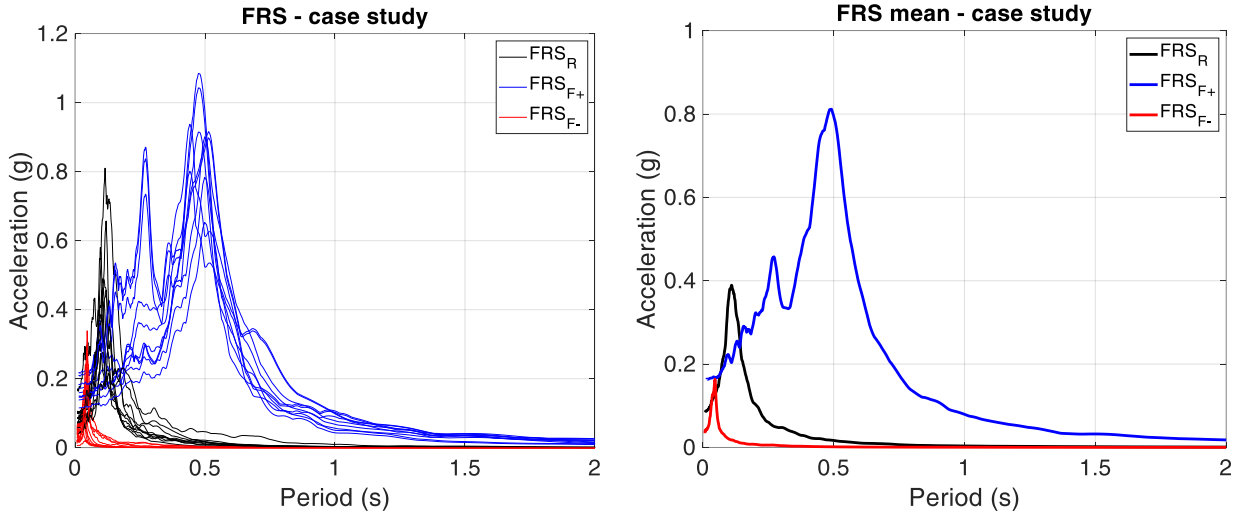 FRS - case study
Acceleration (g)
1.2
1
0.8
0.6
0.4
0.2
0
0 0.5 1 1.5 2
Period (s)
FRS_R
FRS_F+
FRS_F-
FRS mean - case study
Acceleration (g)
1
0.8
0.6
0.4
0.2
0
0 0.5 1 1.5 2
Period (s)
FRS_R
FRS_F+
FRS_F-